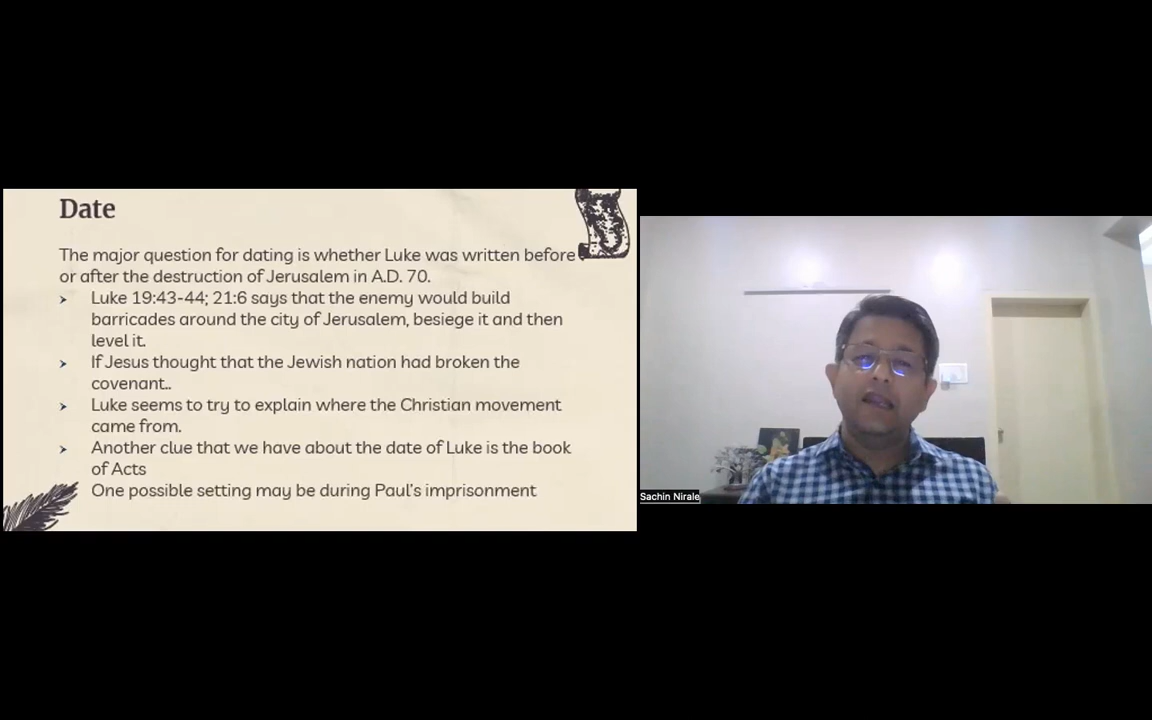 Date
The major question for dating is whether Luke was written before
or after the destruction of Jerusalem in A.D. 70.
➤ Luke 19:43-44; 21:6 says that the enemy would build
barricades around the city of Jerusalem, besiege it and then
level it.
➤ If Jesus thought that the Jewish nation had broken the
covenant..
➤ Luke seems to try to explain where the Christian movement
came from.
➤ Another clue that we have about the date of Luke is the book
of Acts
One possible setting may be during Paul's imprisonment
Sachin Nirale